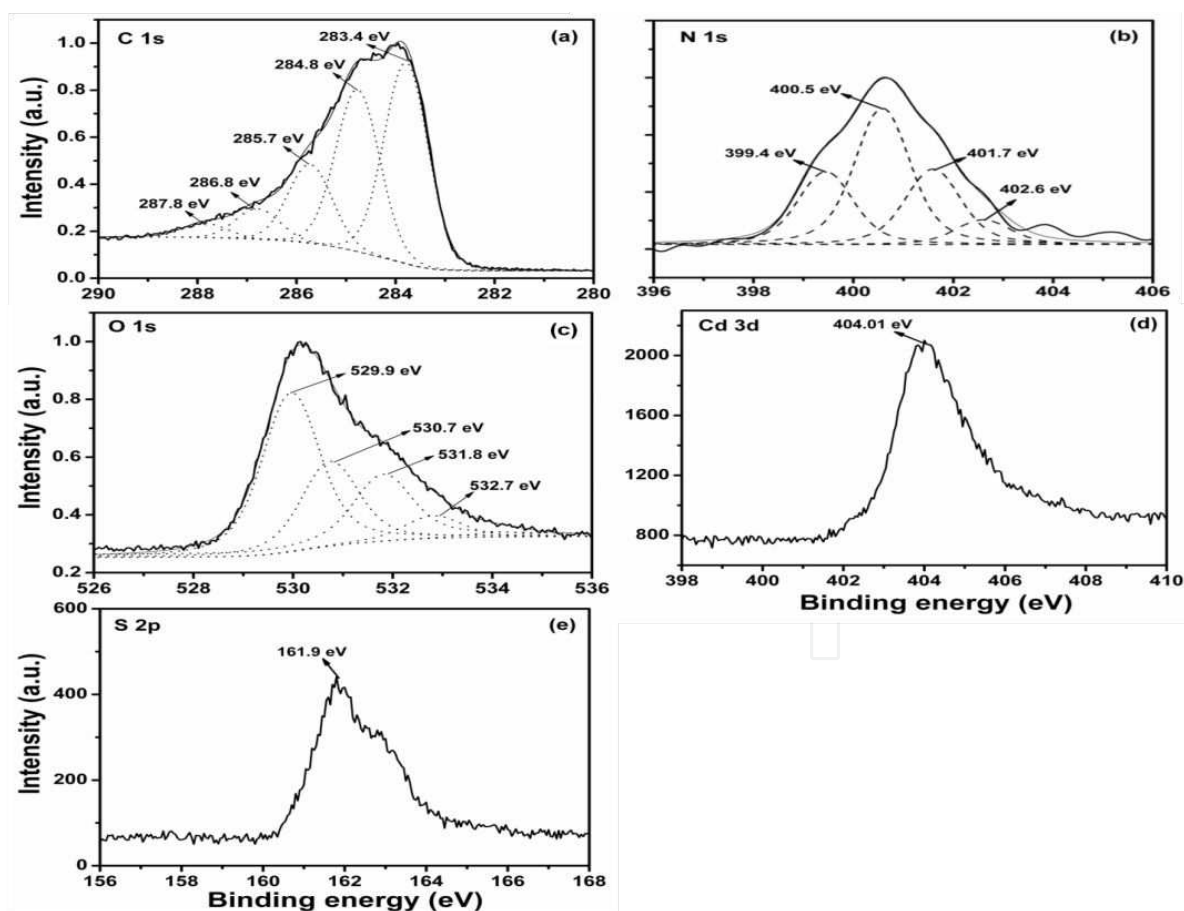 C 1s
(a)
283.4 eV
284.8 eV
285.7 eV
286.8 eV
287.8 eV
Intensity (a.u.)
1.0
0.8
0.6
0.4
0.2
0.0
290 288 286 284 282 280
N 1s
(b)
400.5 eV
399.4 eV
401.7 eV
402.6 eV
396 398 400 402 404 406
O 1s
(c)
529.9 eV
530.7 eV
531.8 eV
532.7 eV
Intensity (a.u.)
1.0
0.8
0.6
0.4
0.2
526 528 530 532 534 536
Cd 3d
(d)
404.01 eV
2000
1600
1200
800
398 400 402 404 406 408 410
Binding energy (eV)
S 2p
(e)
161.9 eV
Intensity (a.u.)
600
400
200
0
156 158 160 162 164 166 168
Binding energy (eV)